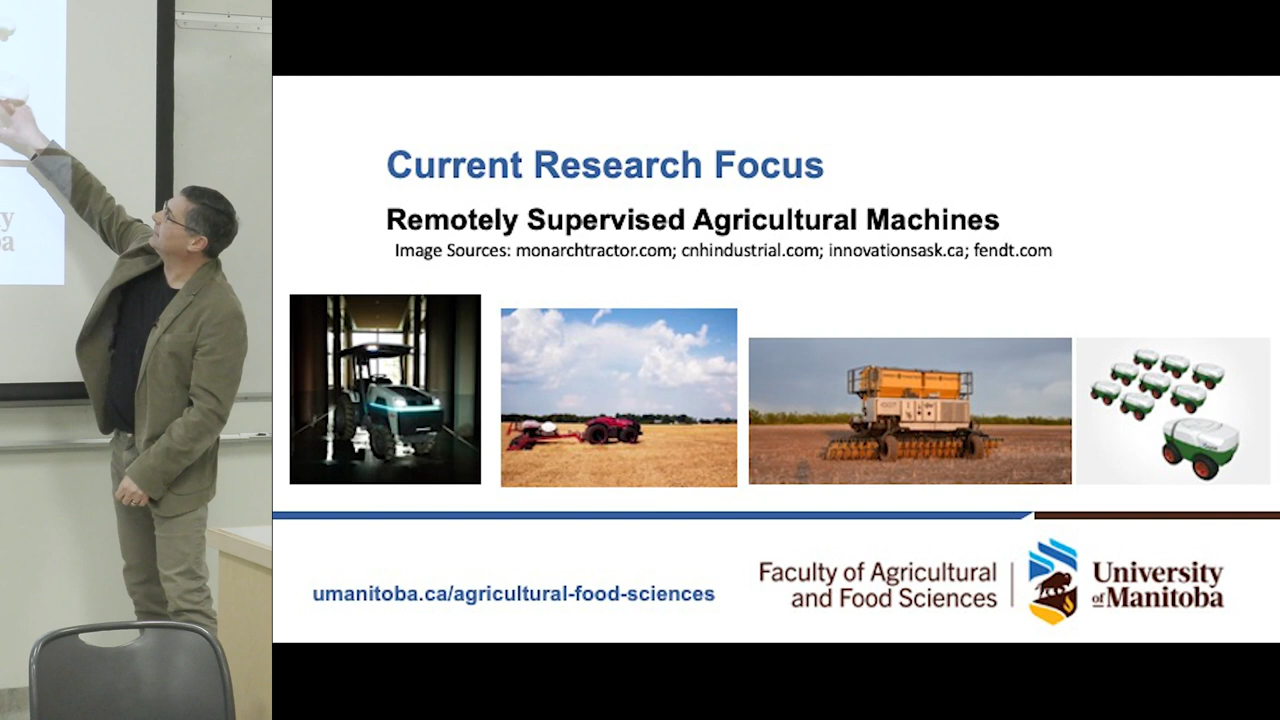 Current Research Focus
Remotely Supervised Agricultural Machines
Image Sources: monarchtractor.com; cnhindustrial.com; innovationsask.ca; fendt.com
umanitoba.ca/agricultural-food-sciences
Faculty of Agricultural
and Food Sciences
University
of Manitoba